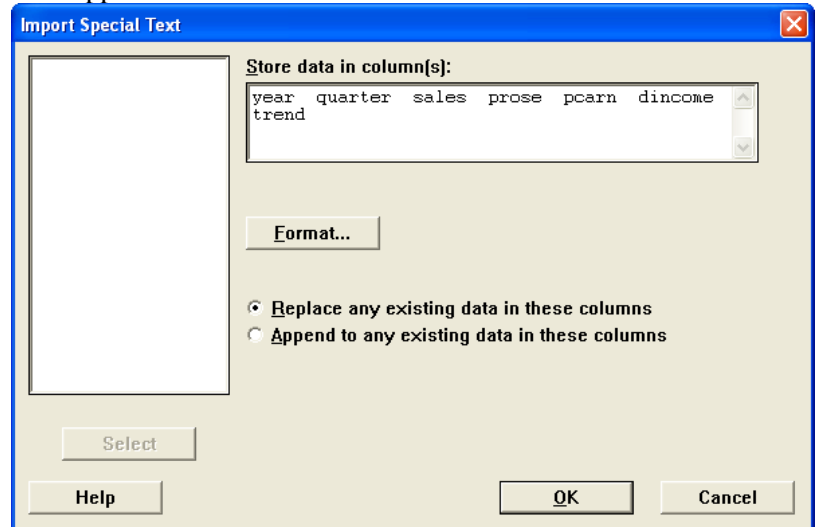 Import Special Text
Store data in column(s):
year quarter sales prose pcarn dincome
trend
Format...
Replace any existing data in these columns
Append to any existing data in these columns
Select
Help
OK
Cancel